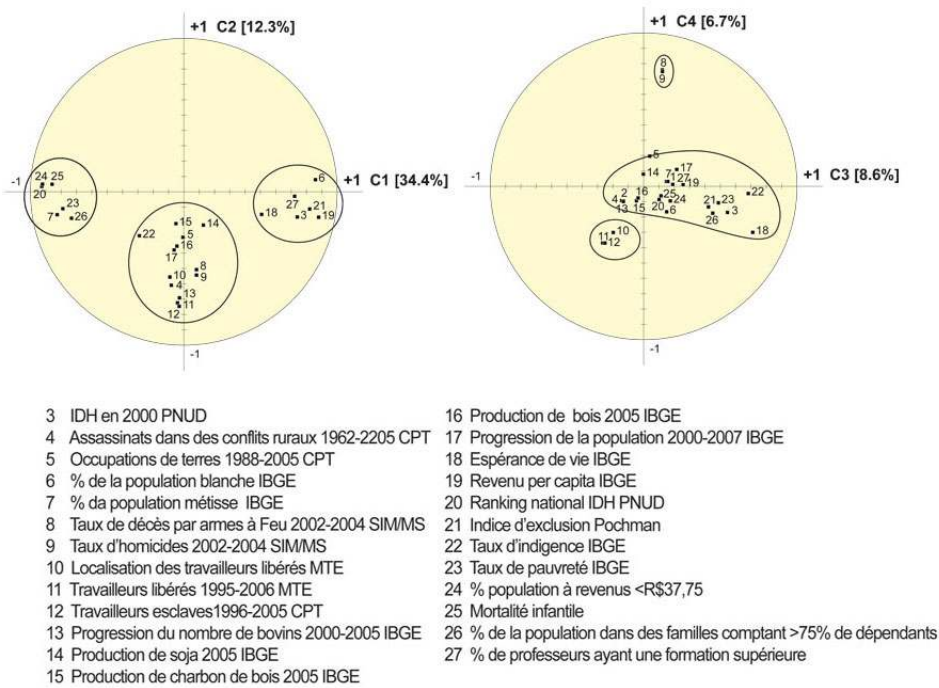 +1 C2 [12.3%]
-1
+1 C1 [34.4%]
-1
24 25
20
23
7
26
22
15
14
5
16
17
8
9
10
4
13
11
12
6
27
18
3
21
19
+1 C4 [6.7%]
-1
+1 C3 [8.6%]
-1
8
9
5
14
17
7 1 27
19
16
2
4
13
15
25
20
24
6
21
23
3
22
18
10
11
12
3 IDH en 2000 PNUD
4 Assassinats dans des conflits ruraux 1962-2205 CPT
5 Occupations de terres 1988-2005 CPT
6 % de la population blanche IBGE
7 % da population métisse IBGE
8 Taux de décès par armes à Feu 2002-2004 SIM/MS
9 Taux d'homicides 2002-2004 SIM/MS
10 Localisation des travailleurs libérés MTE
11 Travailleurs libérés 1995-2006 MTE
12 Travailleurs esclaves1996-2005 CPT
13 Progression du nombre de bovins 2000-2005 IBGE
14 Production de soja 2005 IBGE
15 Production de charbon de bois 2005 IBGE
16 Production de bois 2005 IBGE
17 Progression de la population 2000-2007 IBGE
18 Espérance de vie IBGE
19 Revenu per capita IBGE
20 Ranking national IDH PNUD
21 Indice d'exclusion Pochman
22 Taux d'indigence IBGE
23 Taux de pauvreté IBGE
24 % population à revenus <R$37,75
25 Mortalité infantile
26 % de la population dans des familles comptant >75% de dépendants
27 % de professeurs ayant une formation supérieure